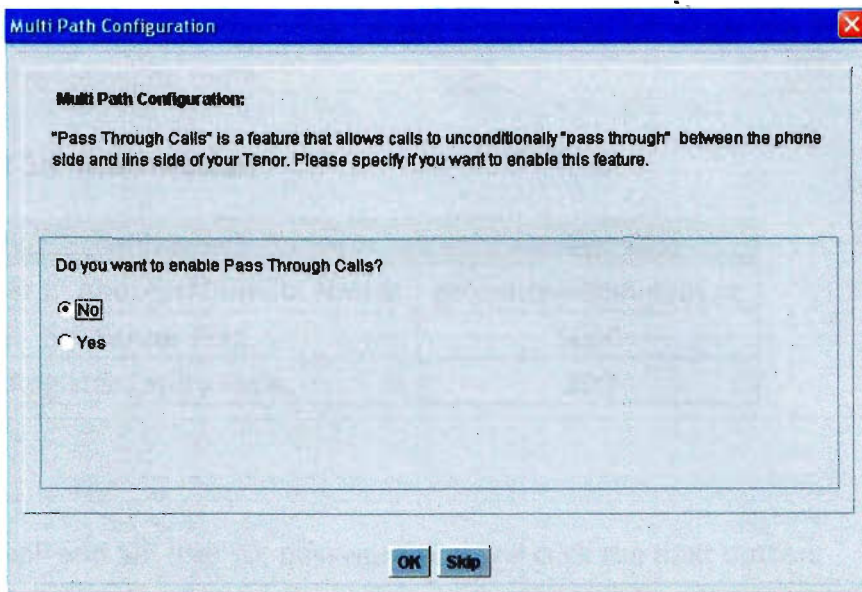 Multi Path Configuration
Multi Path Configuration:
"Pass Through Calls" is a feature that allows calls to unconditionally "pass through" between the phone
side and line side of your Tenor. Please specify if you want to enable this feature.
Do you want to enable Pass Through Calls?
No
Yes
OK Skip